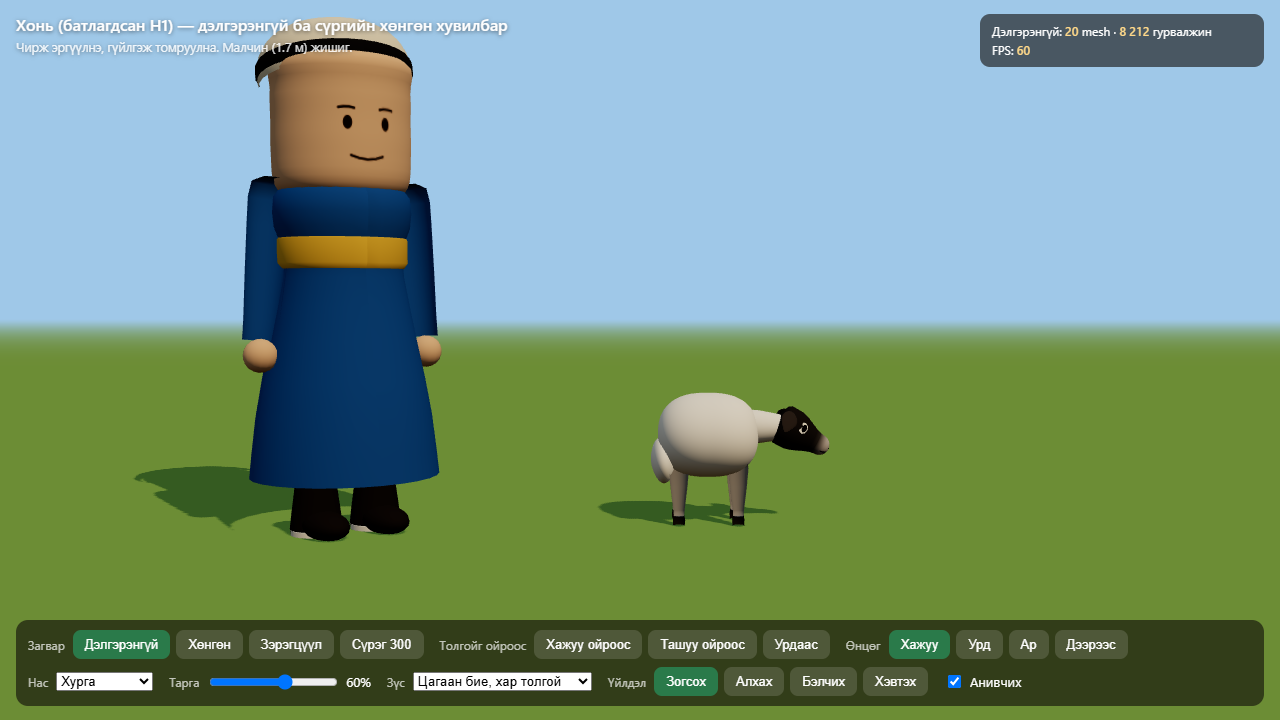 Хонь (батлагдсан H1) — дэлгэрэнгүй ба сүргийн хөнгөн хувилбар
Чирж эргүүлнэ, гүйлгэж томруулна. Малчин (1.7 м) жишиг.
Дэлгэрэнгүй: 20 mesh · 8 212 гурвалжин
FPS: 60
Загвар Дэлгэрэнгүй Хөнгөн Зэрэгцүүл Сүрэг 300 Толгойг ойроос Хажуу ойроос Ташуу ойроос Урдаас Өнцөг Хажуу Урд Ар Дээрээс
Нас Хурга Тарга 60% Зүс Цагаан бие, хар толгой Үйлдэл Зогсох Алхах Бэлчих Хэвтэх Анивчих